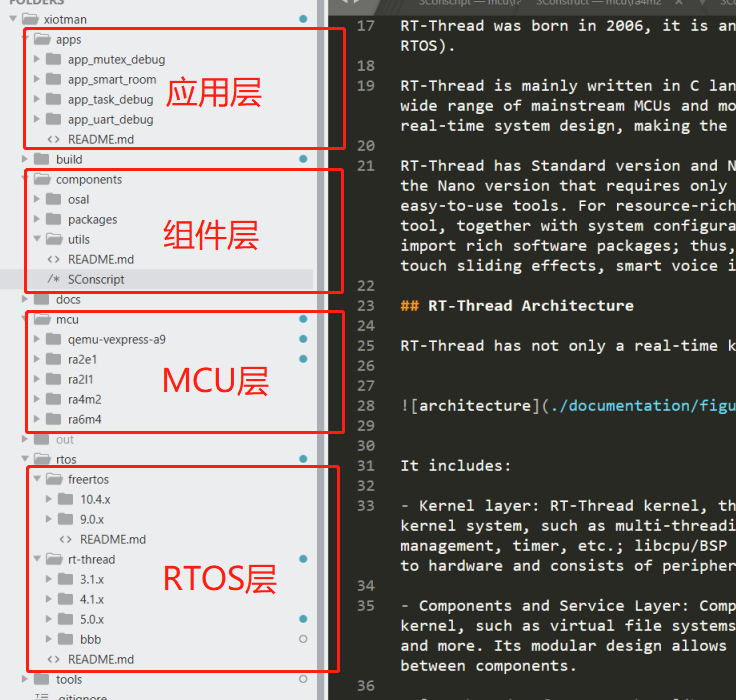 FOLDERS
xiotman
apps
app_mutex_debug
app_smart_room
app_task_debug
app_uart_debug
<> README.md
应用层
build
components
osal
packages
utils
<> README.md
/* SConscript
组件层
docs
mcu
qemu-vexpress-a9
ra2e1
ra2l1
ra4m2
ra6m4
MCU层
out
rtos
freertos
10.4.x
9.0.x
<> README.md
rt-thread
3.1.x
4.1.x
5.0.x
bbb
<> README.md
RTOS层
tools
.gitignore
17 RT-Thread was born in 2006, it is an
RTOS).
18
19 RT-Thread is mainly written in C lan
wide range of mainstream MCUs and mo
real-time system design, making the
20
21 RT-Thread has Standard version and N
the Nano version that requires only
easy-to-use tools. For resource-rich
tool, together with system configura
import rich software packages; thus,
touch sliding effects, smart voice i
22
23 ## RT-Thread Architecture
24
25 RT-Thread has not only a real-time k
26
27
28 ![architecture](./documentation/figu
29
30
31 It includes:
32
33 - Kernel layer: RT-Thread kernel, th
kernel system, such as multi-threadi
management, timer, etc.; libcpu/BSP
to hardware and consists of peripher
34
35 - Components and Service Layer: Comp
kernel, such as virtual file systems
and more. Its modular design allows
between components.
36